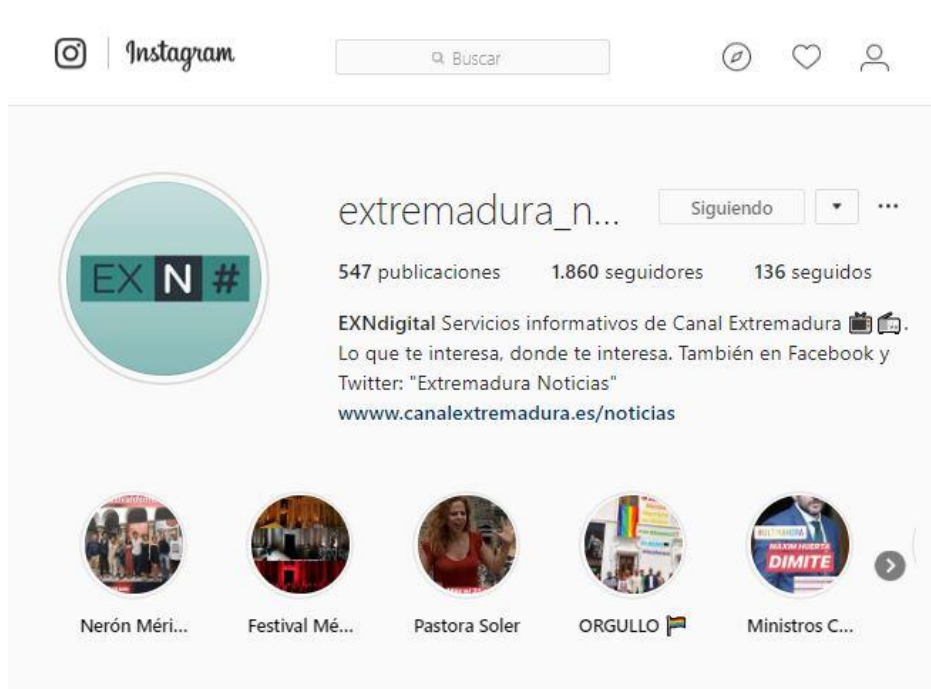 Instagram
Buscar
extremadura_n...
Siguiendo
547 publicaciones 1.860 seguidores 136 seguidos
EX N #
EXNdigital Servicios informativos de Canal Extremadura 📺📻.
Lo que te interesa, donde te interesa. También en Facebook y
Twitter: "Extremadura Noticias"
wwww.canalextremadura.es/noticias
MÀXIM HUERTA
DIMITE
Nerón Méri... Festival Mé... Pastora Soler ORGULLO 🏳️‍🌈 Ministros C...